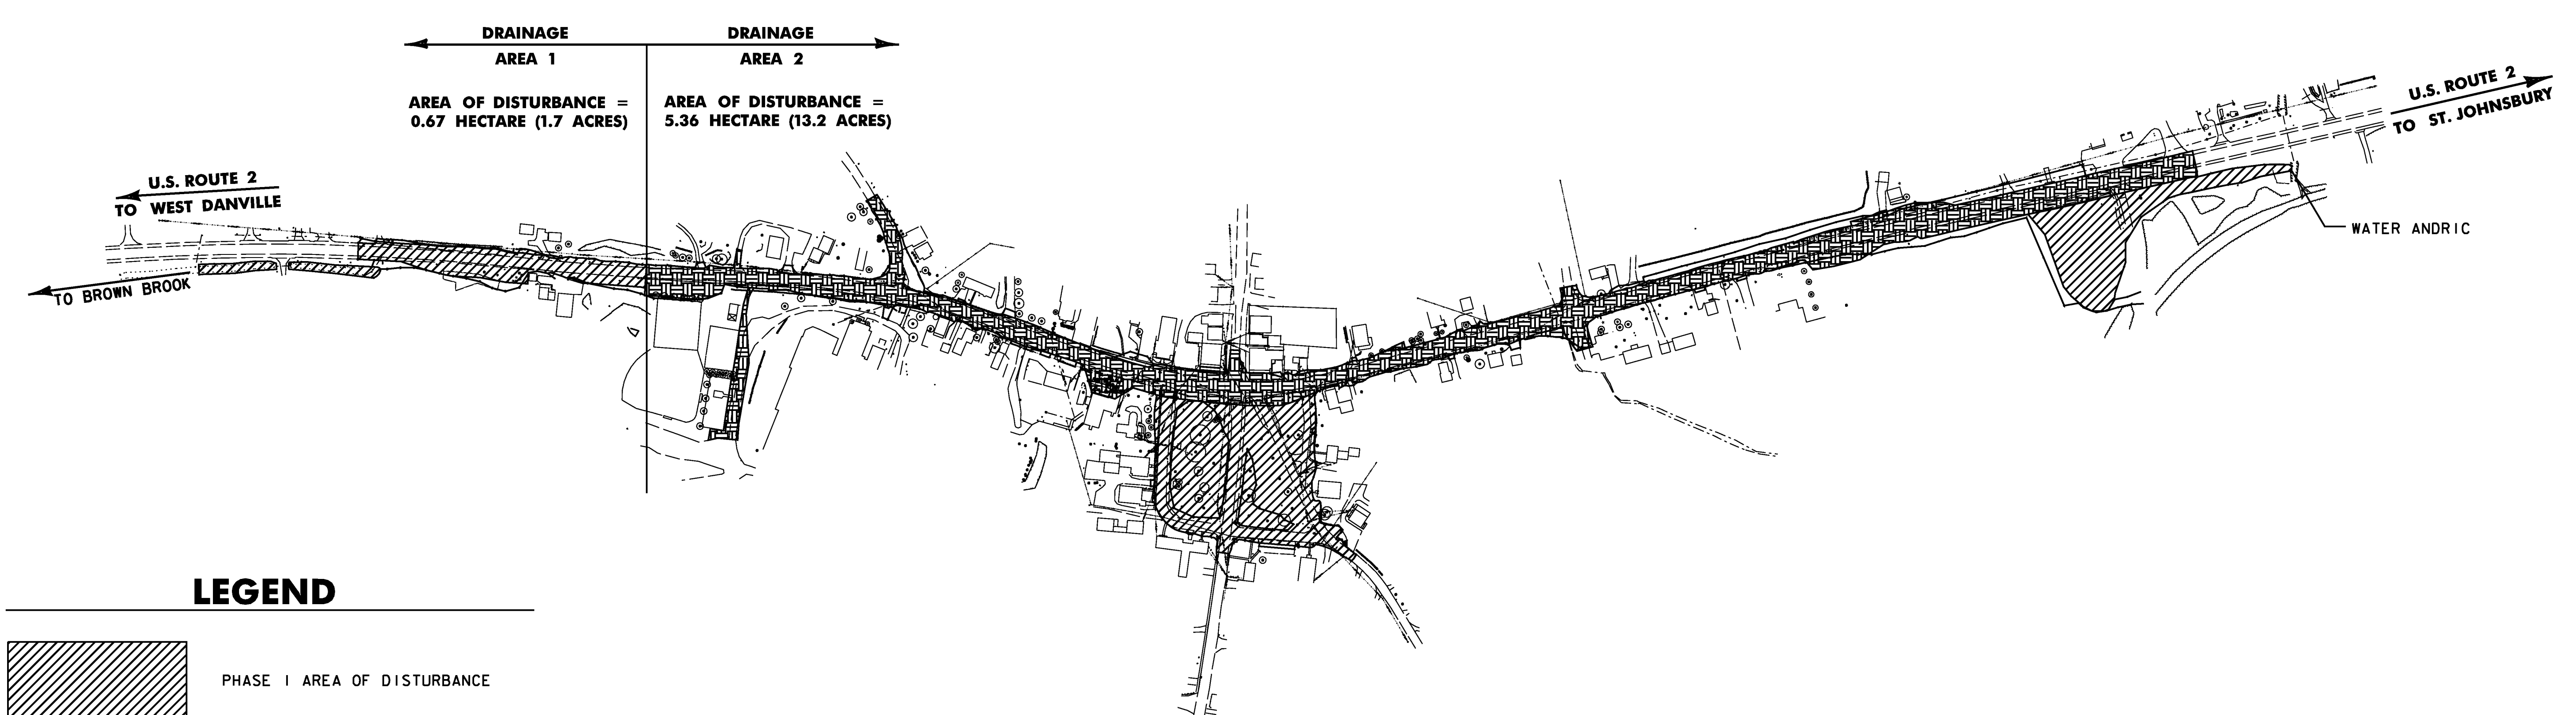 DRAINAGE
AREA 1
AREA OF DISTURBANCE =
0.67 HECTARE (1.7 ACRES)
DRAINAGE
AREA 2
AREA OF DISTURBANCE =
5.36 HECTARE (13.2 ACRES)
U.S. ROUTE 2
TO WEST DANVILLE
TO BROWN BROOK
U.S. ROUTE 2
TO ST. JOHNSBURY
WATER ANDRIC
LEGEND
PHASE I AREA OF DISTURBANCE